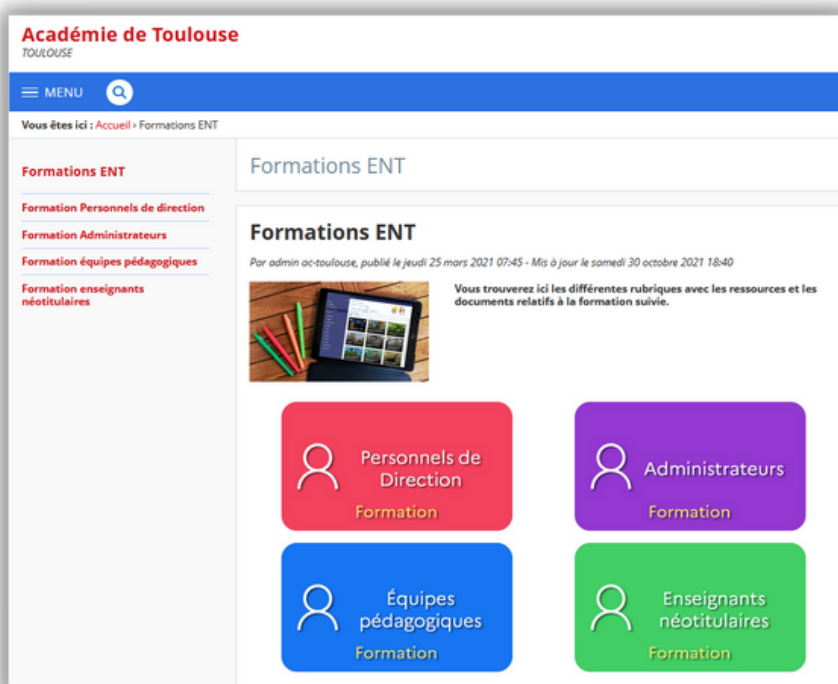 Académie de Toulouse
TOULOUSE
MENU
Vous êtes ici : Accueil › Formations ENT
Formations ENT
Formation Personnels de direction
Formation Administrateurs
Formation équipes pédagogiques
Formation enseignants
néotitulaires
Formations ENT
Formations ENT
Par admin ac-toulouse, publié le jeudi 25 mars 2021 07:45 - Mis à jour le samedi 30 octobre 2021 18:40
Vous trouverez ici les différentes rubriques avec les ressources et les
documents relatifs à la formation suivie.
Personnels de
Direction
Formation
Administrateurs
Formation
Équipes
pédagogiques
Formation
Enseignants
néotitulaires
Formation